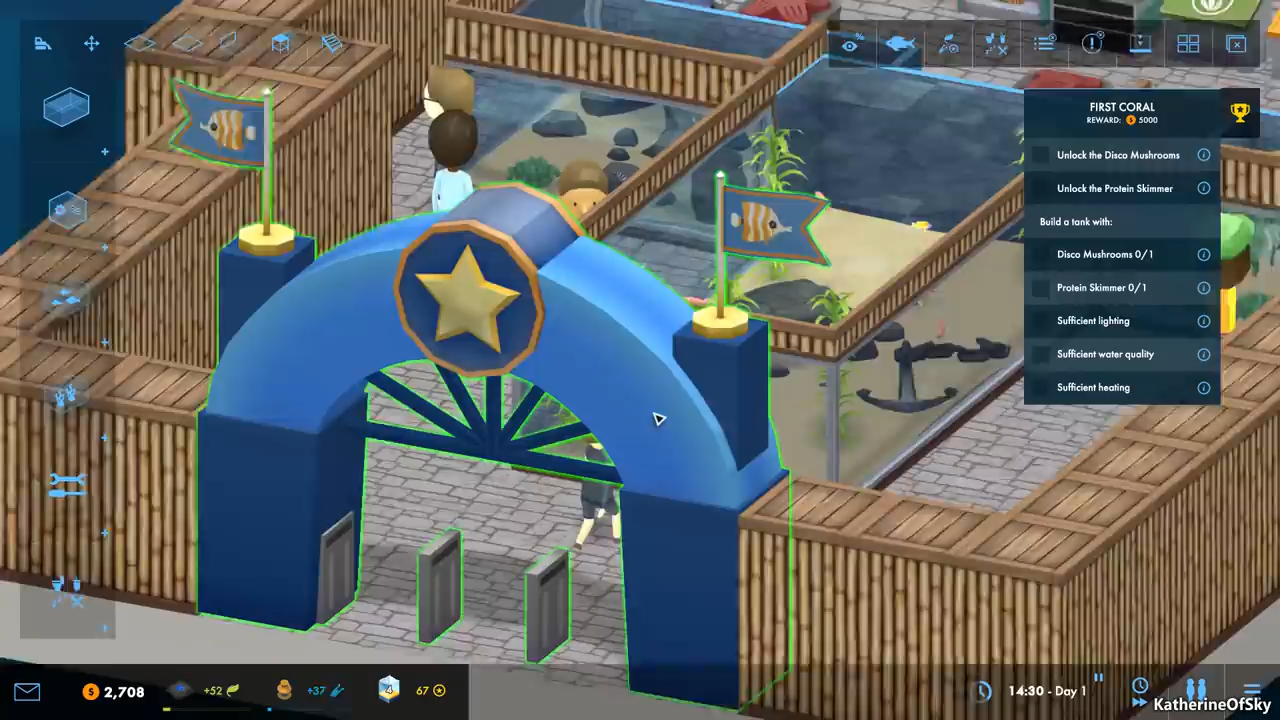 FIRST CORAL
REWARD: 5000
Unlock the Disco Mushrooms
Unlock the Protein Skimmer
Build a tank with:
Disco Mushrooms 0/1
Protein Skimmer 0/1
Sufficient lighting
Sufficient water quality
Sufficient heating
2,708
+52
+37
4
67
14:30 - Day 1
KatherineOfSky